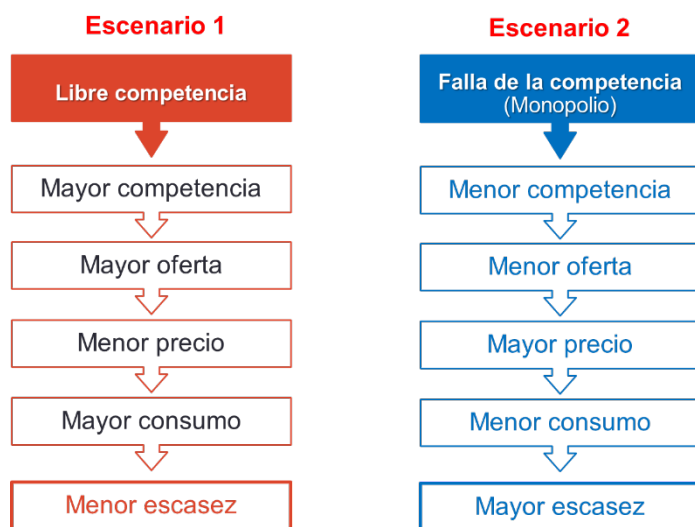 Escenario 1
Libre competencia
Mayor competencia
Mayor oferta
Menor precio
Mayor consumo
Menor escasez
Escenario 2
Falla de la competencia
(Monopolio)
Menor competencia
Menor oferta
Mayor precio
Menor consumo
Mayor escasez